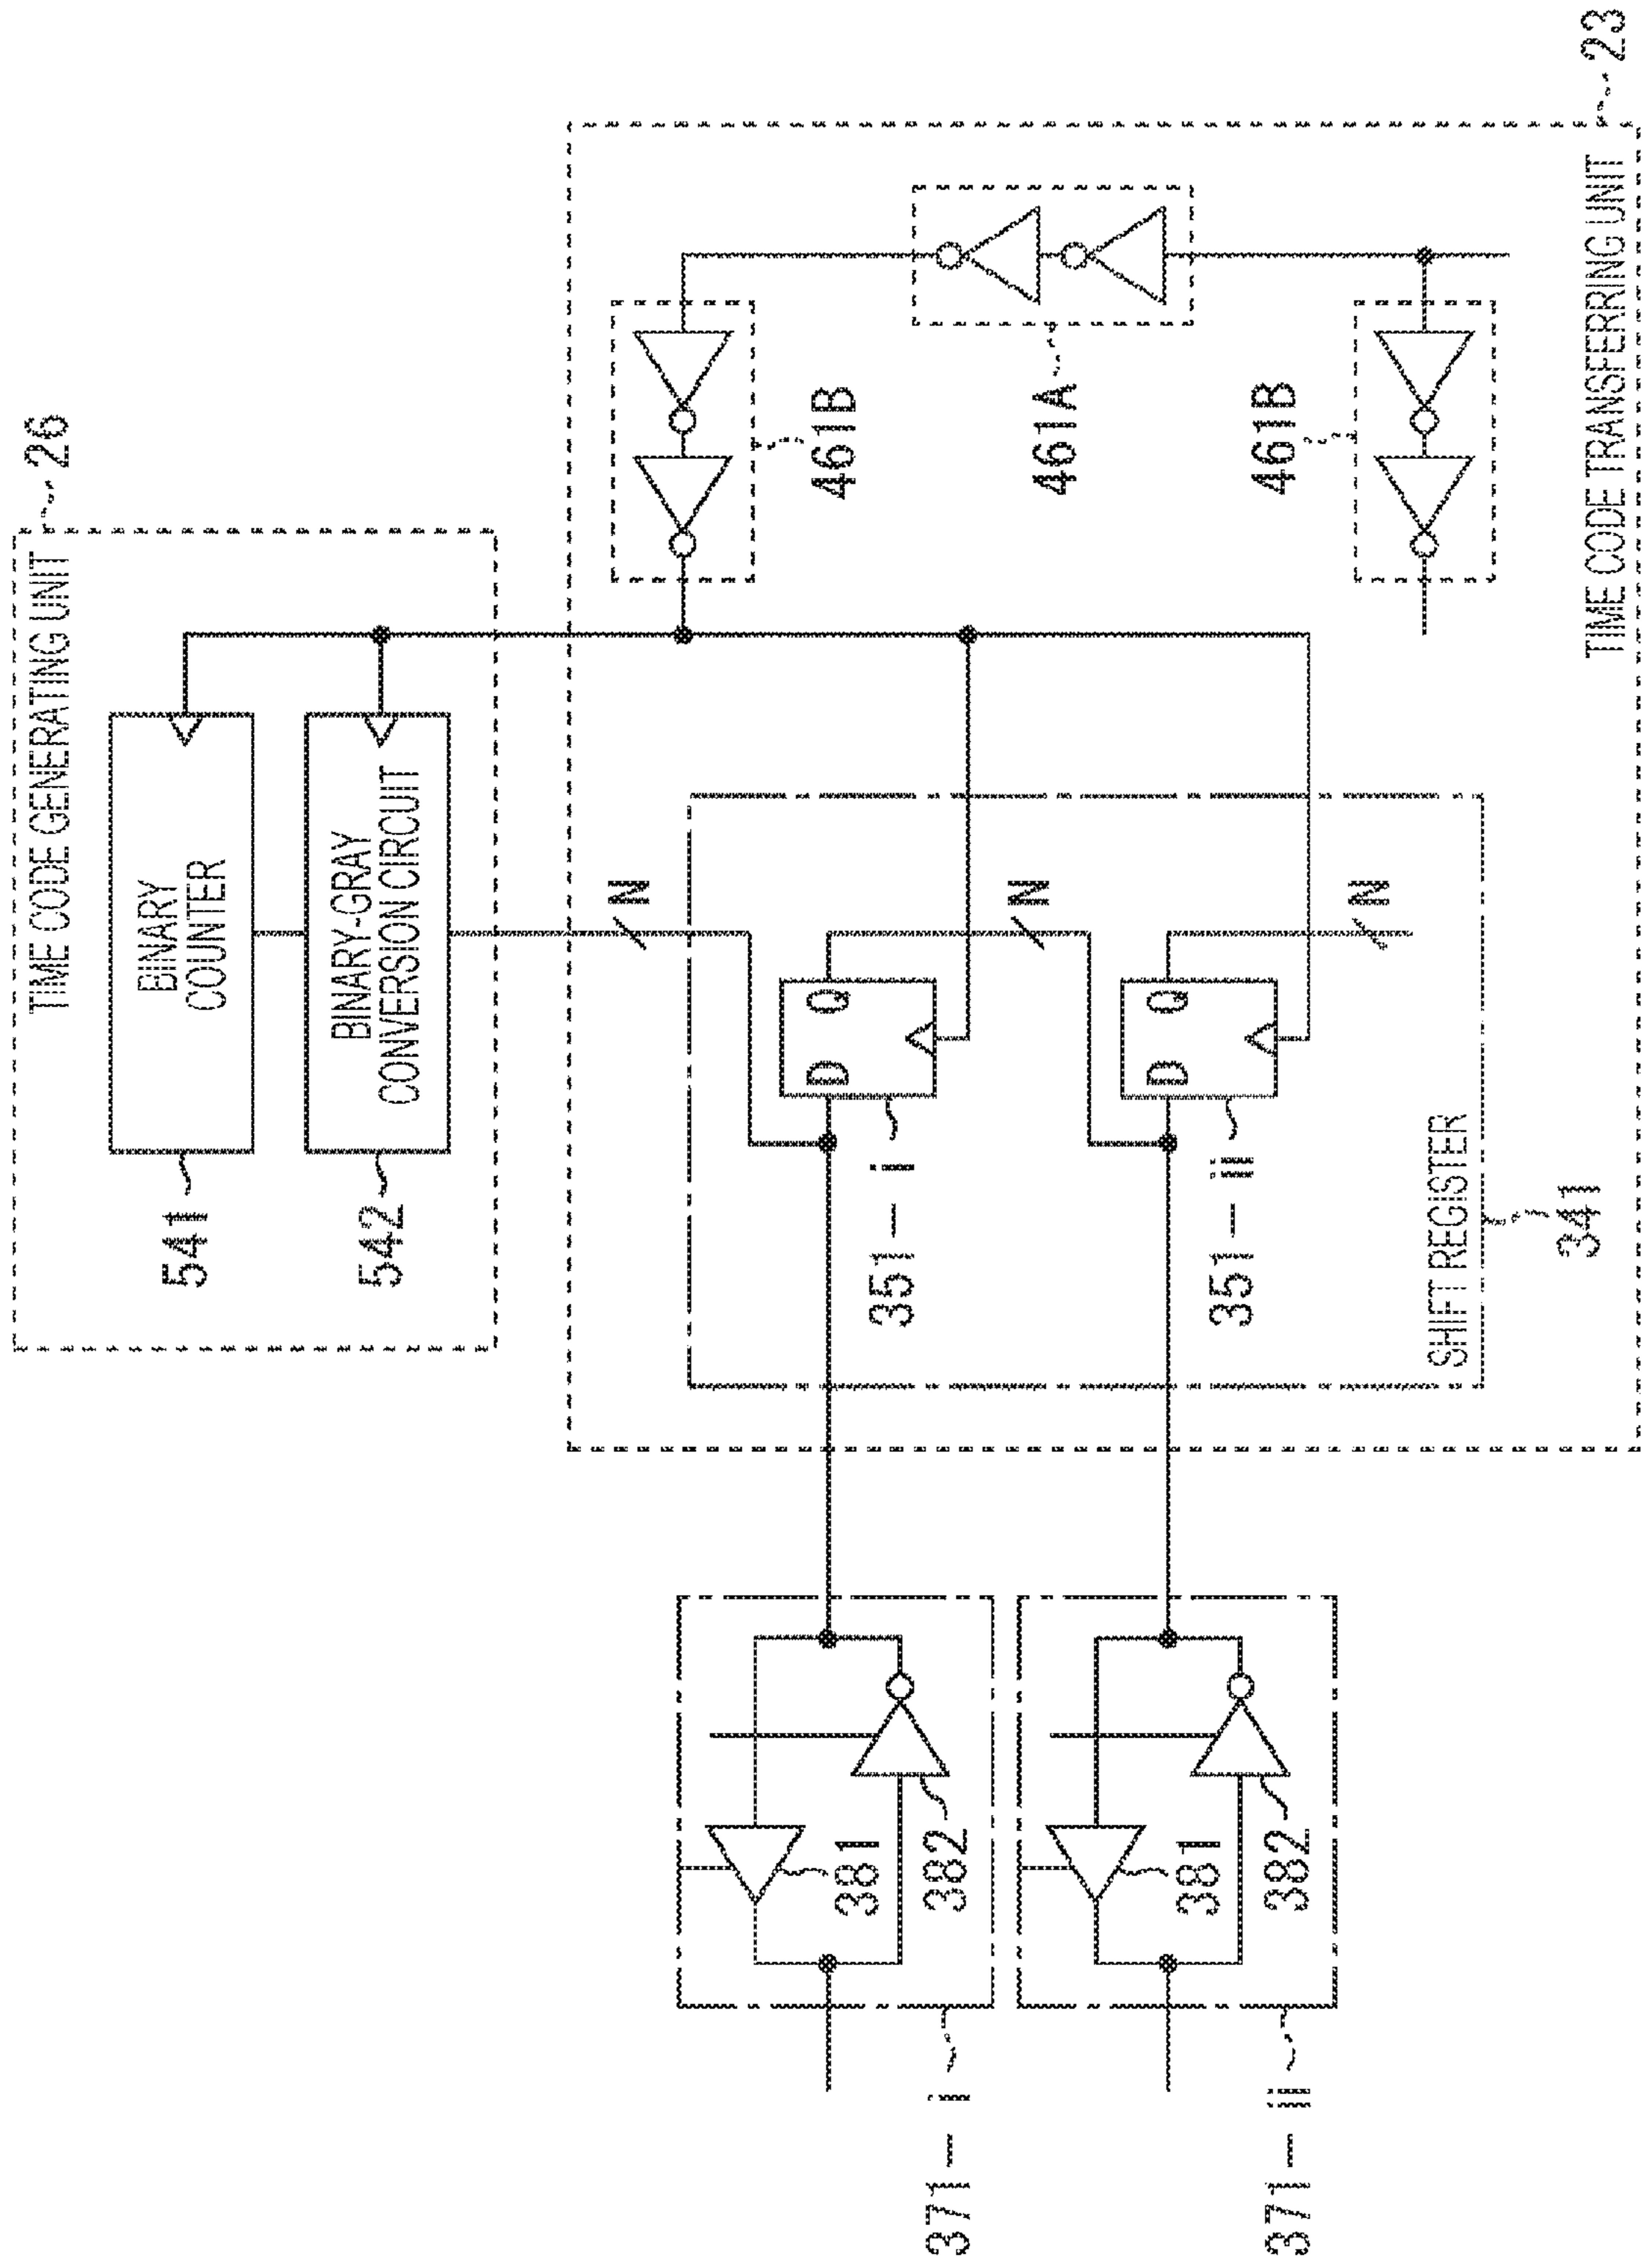 TIME CODE GENERATING UNIT
26
BINARY
COUNTER
541
BINARY-GRAY
CONVERSION CIRCUIT
542
N
461B
D Q
351 — i
N
461A
461B
D Q
351 — ii
N
SHIFT REGISTER
341
TIME CODE TRANSFERRING UNIT
23
381
382
371 — i
381
382
371 — ii